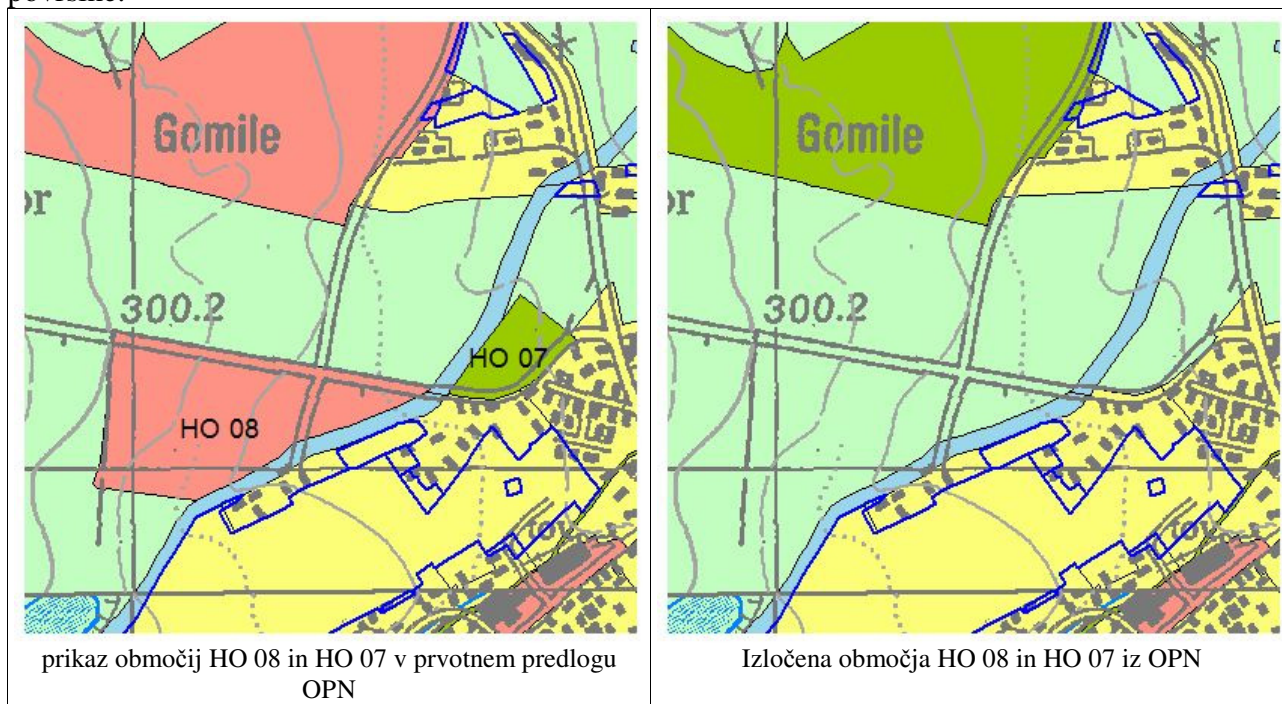 Gomile
or
300.2
HO 07
HO 08
Gomile
or
300.2
prikaz območij HO 08 in HO 07 v prvotnem predlogu
OPN
Izločena območja HO 08 in HO 07 iz OPN